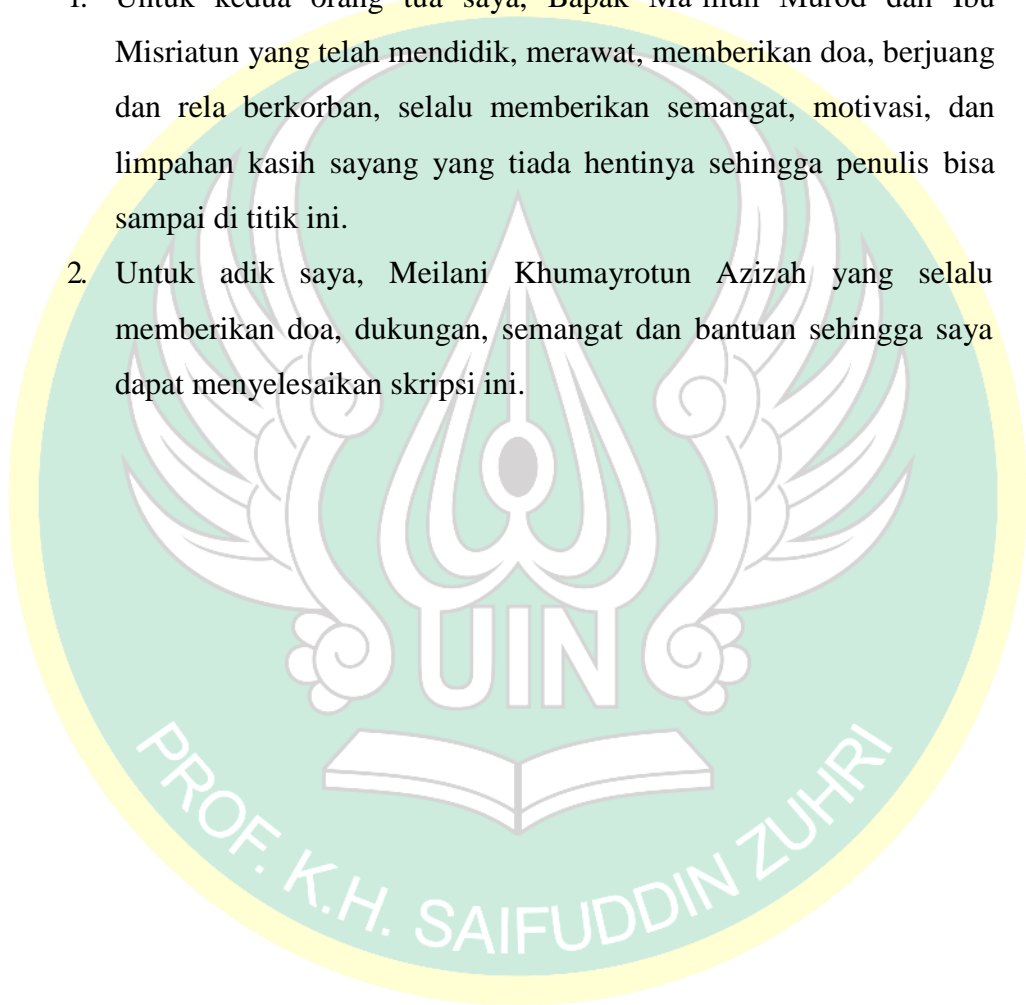 1. Untuk kedua orang tua saya, Bapak Ma'mun Murod dan Ibu
Misriatun yang telah mendidik, merawat, memberikan doa, berjuang
dan rela berkorban, selalu memberikan semangat, motivasi, dan
limpahan kasih sayang yang tiada hentinya sehingga penulis bisa
sampai di titik ini.
2. Untuk adik saya, Meilani Khumayrotun Azizah yang selalu
memberikan doa, dukungan, semangat dan bantuan sehingga saya
dapat menyelesaikan skripsi ini.
UIN
PROF. K.H. SAIFUDDIN ZUHRI